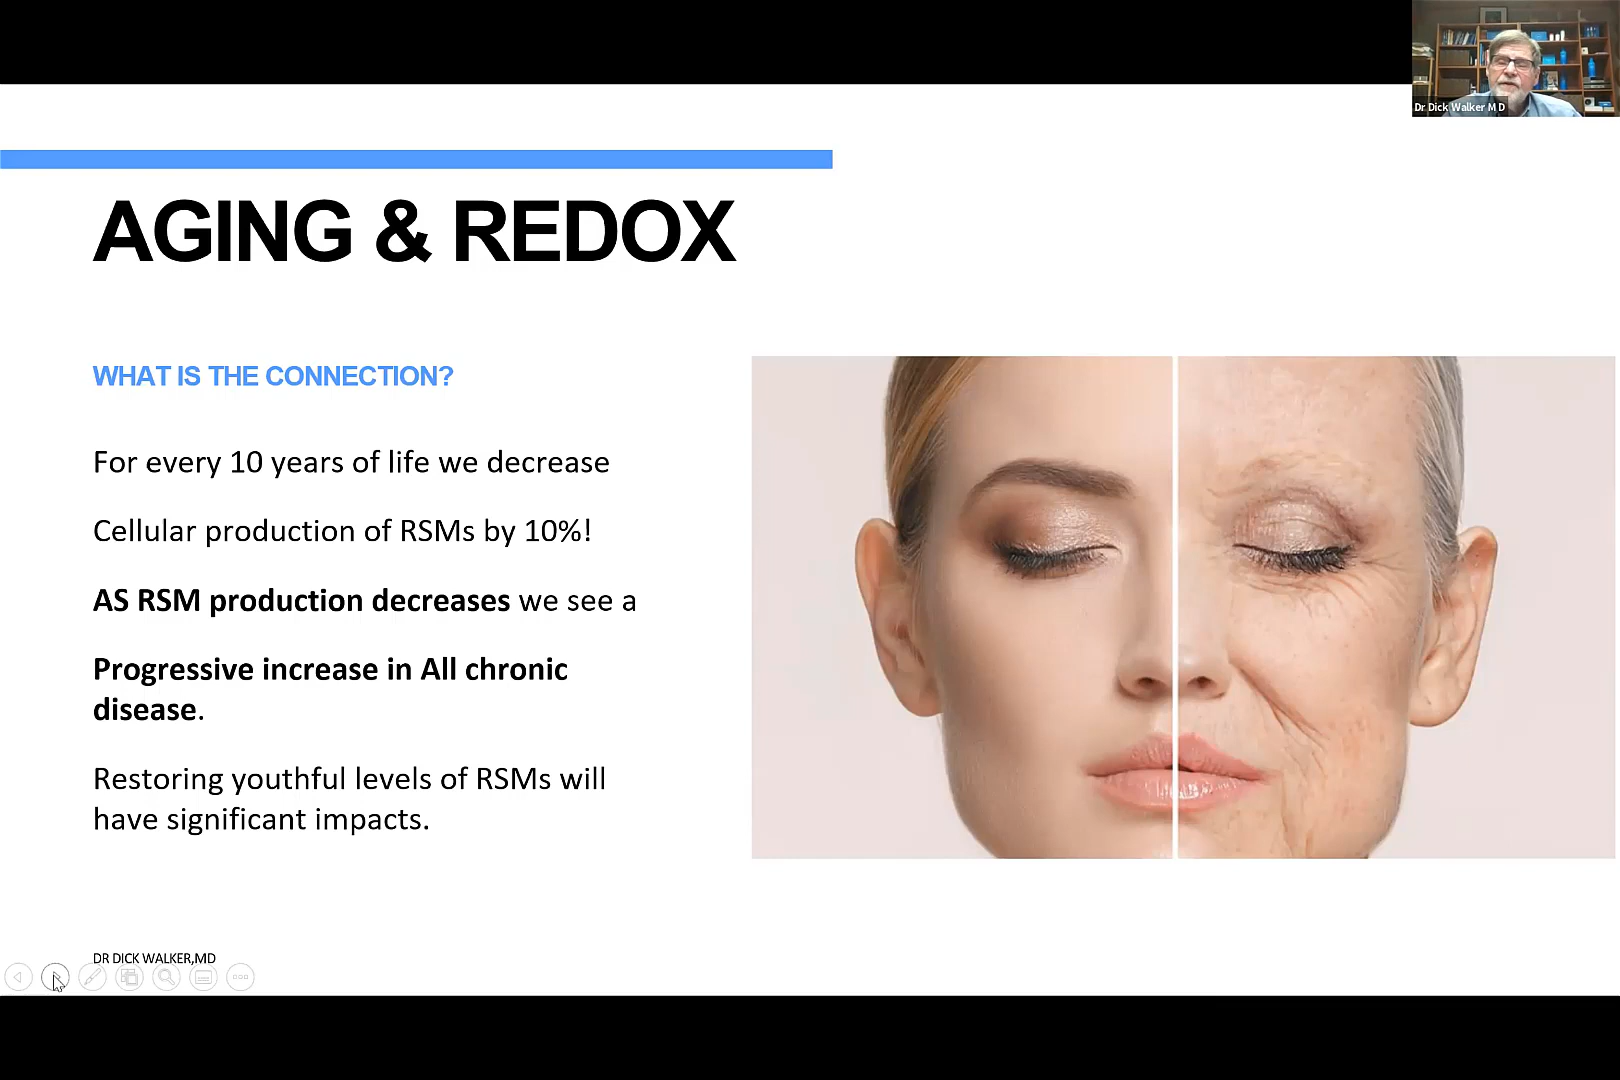 Dr Dick Walker M D
AGING & REDOX
WHAT IS THE CONNECTION?
For every 10 years of life we decrease
Cellular production of RSMs by 10%!
AS RSM production decreases we see a
Progressive increase in All chronic
disease.
Restoring youthful levels of RSMs will
have significant impacts.
DR DICK WALKER,MD